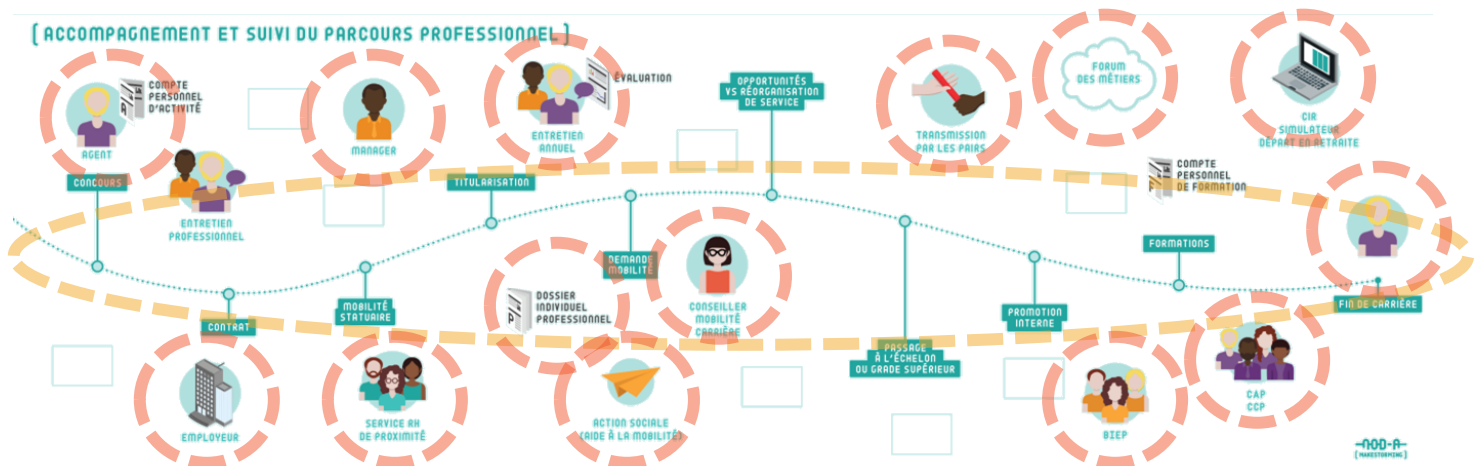 [ACCOMPAGNEMENT ET SUIVI DU PARCOURS PROFESSIONNEL]
COMPTE
PERSONNEL
D'ACTIVITÉ
AGENT
MANAGER
ÉVALUATION
ENTRETIEN
ANNUEL
OPPORTUNITÉS
VS RÉORGANISATION
DE SERVICE
TRANSMISSION
PAR LES PAIRS
FORUM
DES MÉTIERS
CIR
SIMULATEUR
DÉPART EN RETRAITE
CONCOURS
ENTRETIEN
PROFESSIONNEL
TITULARISATION
COMPTE
PERSONNEL
DE FORMATION
CONTRAT
MOBILITÉ
STATUAIRE
DOSSIER
INDIVIDUEL
PROFESSIONNEL
DEMANDE
MOBILITÉ
CONSEILLER
MOBILITÉ
CARRIÈRE
PASSAGE
À L'ÉCHELON
OU GRADE SUPÉRIEUR
PROMOTION
INTERNE
FORMATIONS
FIN DE CARRIÈRE
EMPLOYEUR
SERVICE RH
DE PROXIMITÉ
ACTION SOCIALE
(AIDE À LA MOBILITÉ)
BIEP
CAP
CCP
NOD-A
[MAKESTORMING]